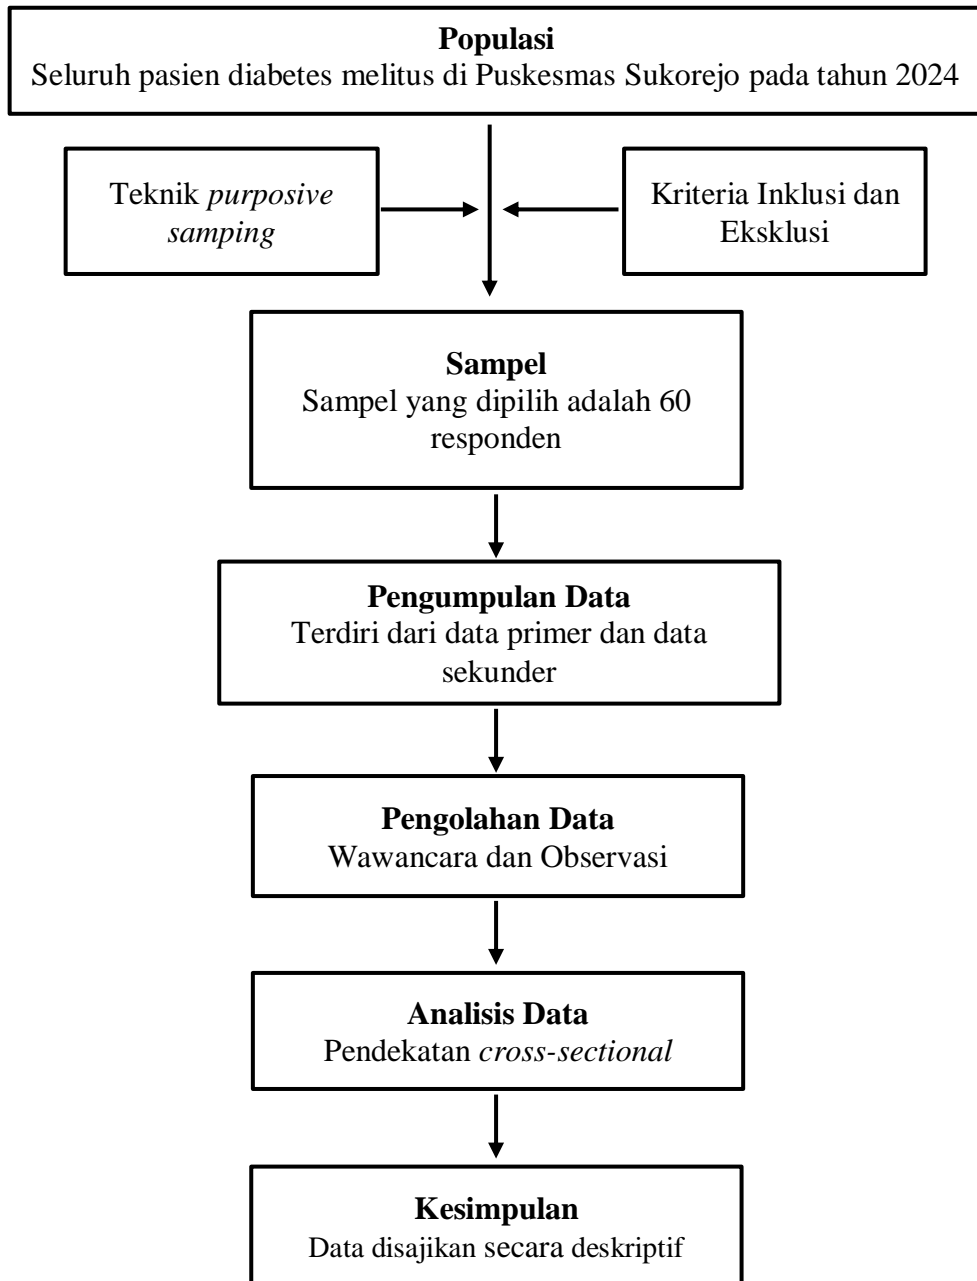 Populasi
Seluruh pasien diabetes melitus di Puskesmas Sukorejo pada tahun 2024
Teknik purposive
samping
Kriteria Inklusi dan
Eksklusi
Sampel
Sampel yang dipilih adalah 60
responden
Pengumpulan Data
Terdiri dari data primer dan data
sekunder
Pengolahan Data
Wawancara dan Observasi
Analisis Data
Pendekatan cross-sectional
Kesimpulan
Data disajikan secara deskriptif